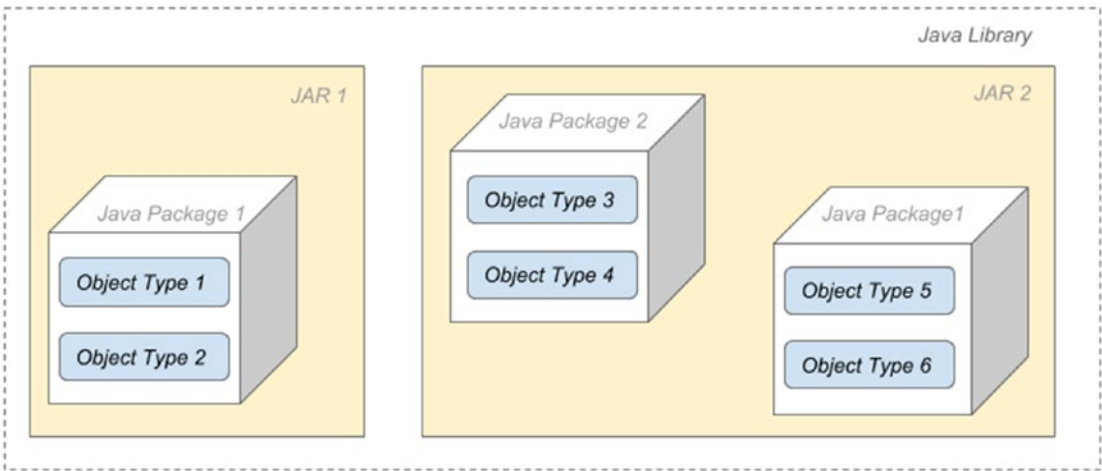 Java Library
JAR 1
Java Package 1
Object Type 1
Object Type 2
JAR 2
Java Package 2
Object Type 3
Object Type 4
Java Package1
Object Type 5
Object Type 6